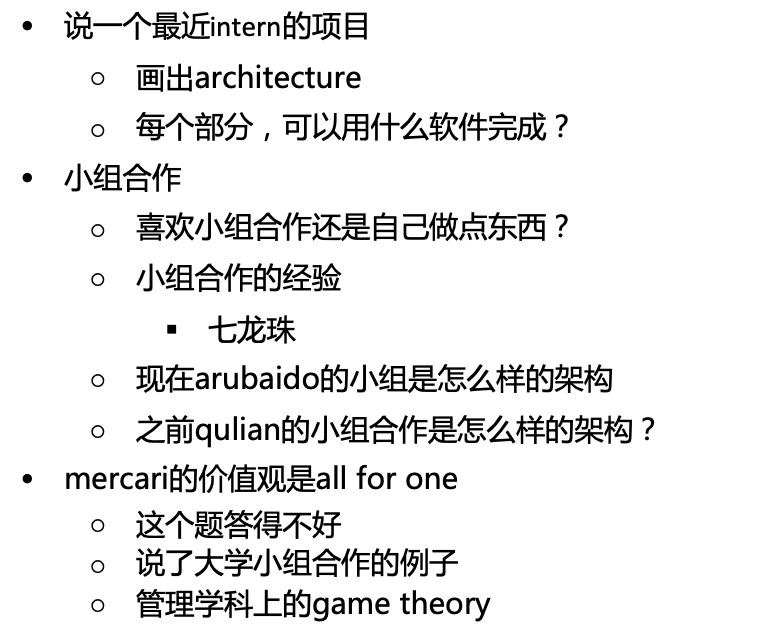 • 说一个最近intern的项目
○ 画出architecture
○ 每个部分，可以用什么软件完成？
• 小组合作
○ 喜欢小组合作还是自己做点东西？
○ 小组合作的经验
▪ 七龙珠
○ 现在arubaido的小组是怎么样的架构
○ 之前qulian的小组合作是怎么样的架构？
• mercari的价值观是all for one
○ 这个题答得不好
○ 说了大学小组合作的例子
○ 管理学科上的game theory